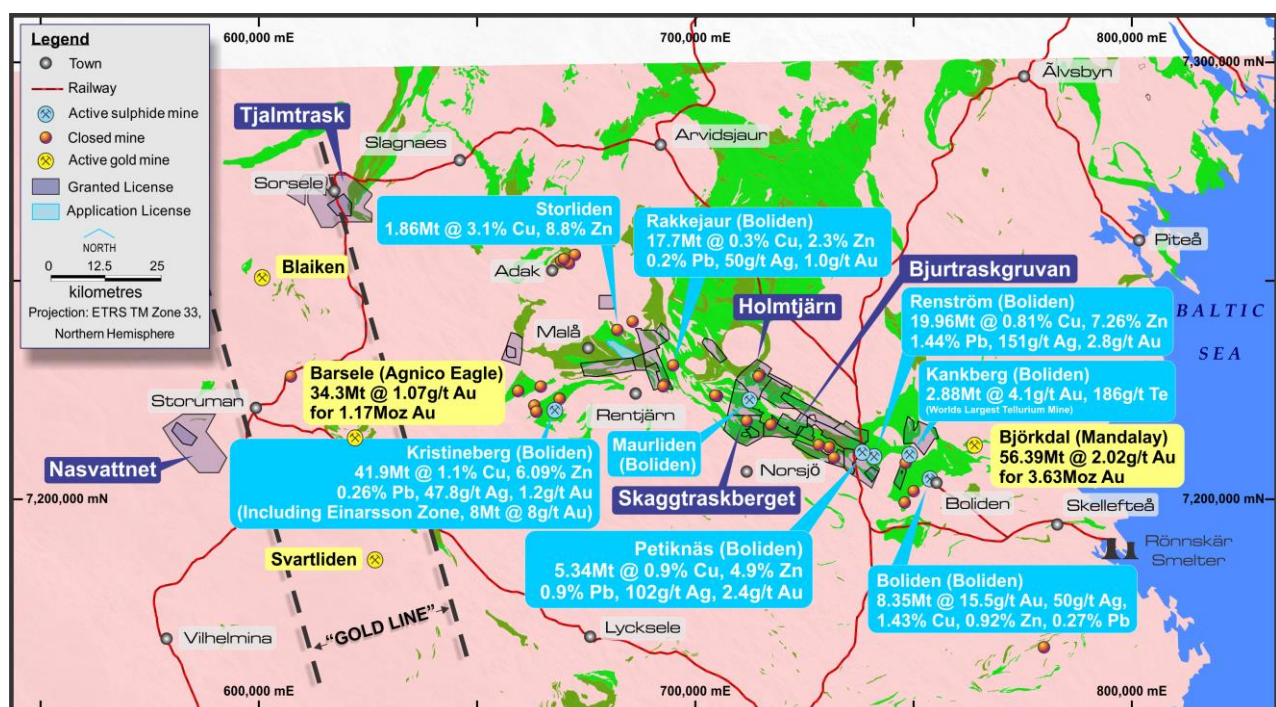 600,000 mE
700,000 mE
800,000 mE
7,300,000 mN
Legend
Town
Railway
Active sulphide mine
Closed mine
Active gold mine
Granted License
Application License
NORTH
0 12.5 25
kilometres
Projection: ETRS TM Zone 33,
Northern Hemisphere
Tjalmtrask
Sorsele
Slagnaes
Arvidsjaur
Ãlvsbyn
Piteå
BALTIC
SEA
Storliden
1.86Mt @ 3.1% Cu, 8.8% Zn
Rakkejaur (Boliden)
17.7Mt @ 0.3% Cu, 2.3% Zn
0.2% Pb, 50g/t Ag, 1.0g/t Au
Blaiken
Adak
Bjurtraskgruvan
Holmtjärn
Renström (Boliden)
19.96Mt @ 0.81% Cu, 7.26% Zn
1.44% Pb, 151g/t Ag, 2.8g/t Au
Malå
Kankberg (Boliden)
2.88Mt @ 4.1g/t Au, 186g/t Te
(Worlds Largest Tellurium Mine)
Barsele (Agnico Eagle)
34.3Mt @ 1.07g/t Au
for 1.17Moz Au
Storuman
Rentjärn
Nasvattnet
Kristineberg (Boliden)
41.9Mt @ 1.1% Cu, 6.09% Zn
0.26% Pb, 47.8g/t Ag, 1.2g/t Au
(Including Einarsson Zone, 8Mt @ 8g/t Au)
Maurliden
(Boliden)
Norsjö
Skaggtraskberget
Björkdal (Mandalay)
56.39Mt @ 2.02g/t Au
for 3.63Moz Au
7,200,000 mN
7,200,000 mN
Boliden
Skellefteå
Rönnskär
Smelter
Svartliden
Petiknäs (Boliden)
5.34Mt @ 0.9% Cu, 4.9% Zn
0.9% Pb, 102g/t Ag, 2.4g/t Au
Boliden (Boliden)
8.35Mt @ 15.5g/t Au, 50g/t Ag,
1.43% Cu, 0.92% Zn, 0.27% Pb
"GOLD LINE"
Vilhelmina
Lycksele
600,000 mE
700,000 mE
800,000 mE